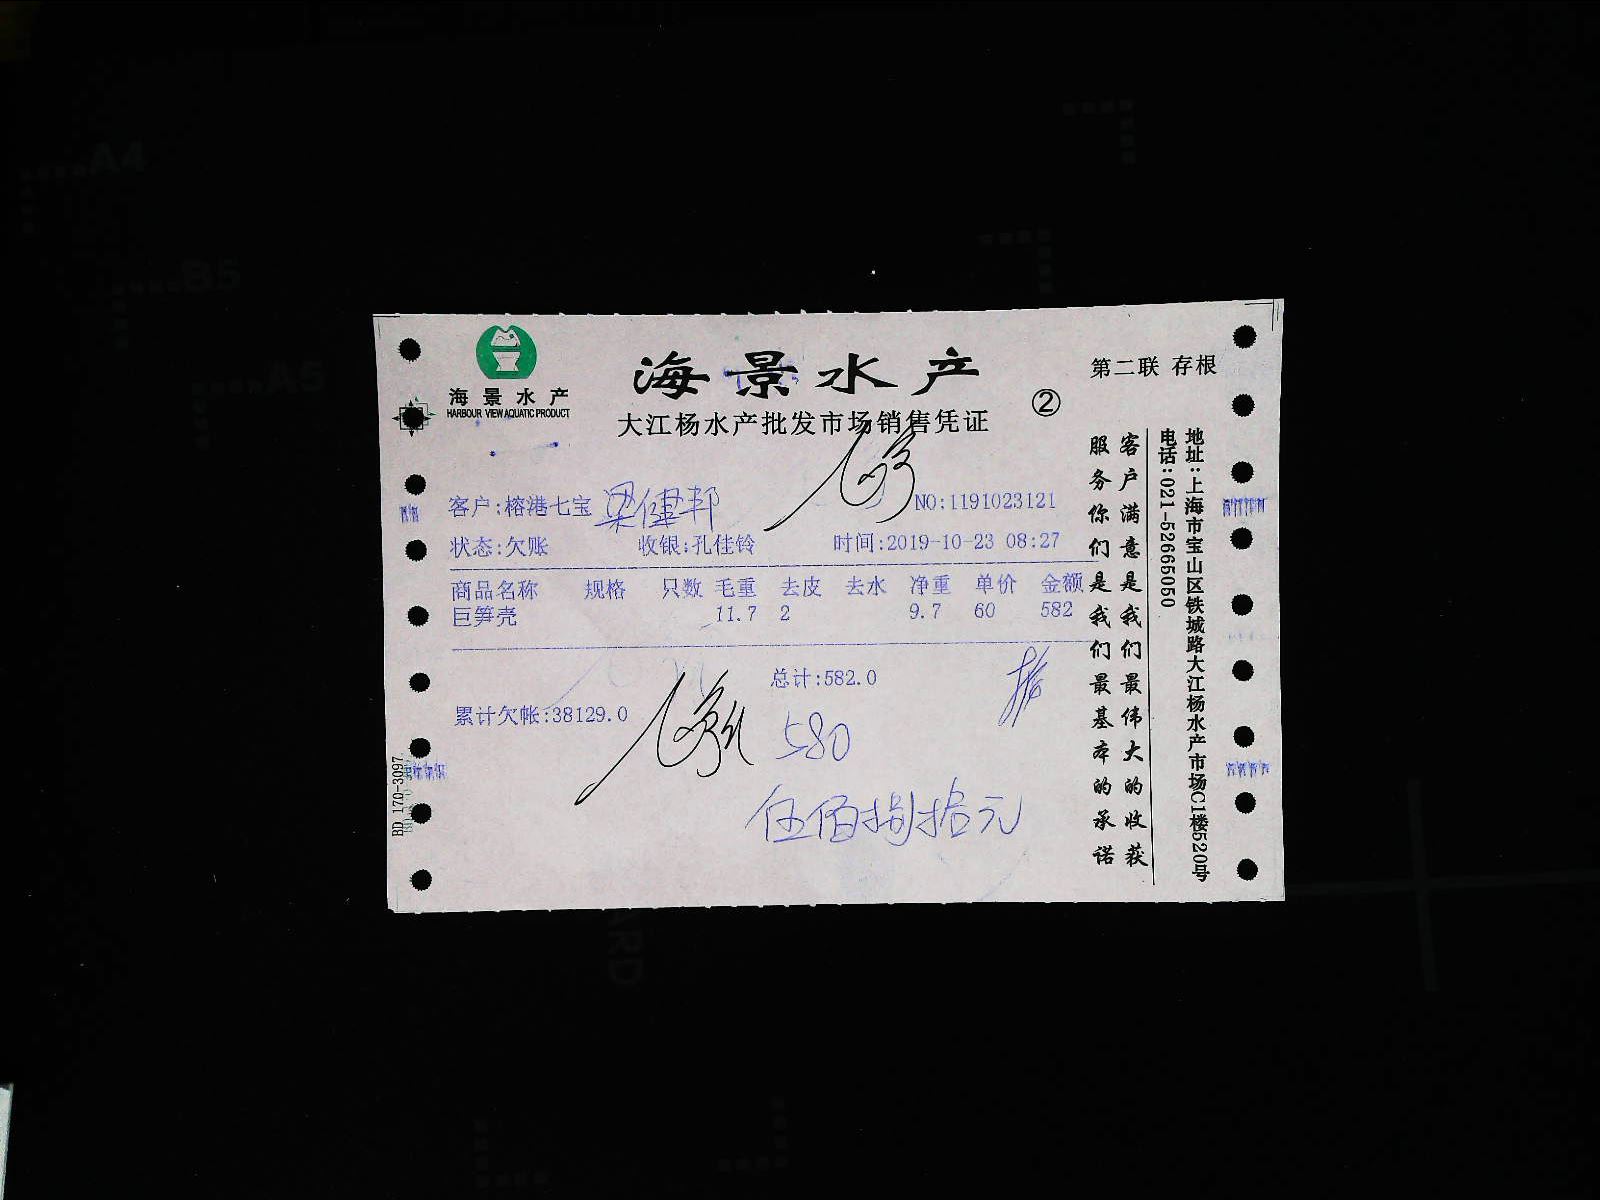 海景水产
HARBOUR VIEW AQUATIC PRODUCT
海景水产
大江杨水产批发市场销售凭证
②
第二联 存根
客户:榕港七宝 梁健邦
NO:1191023121
状态:欠账 收银:孔佳铃 时间:2019-10-23 08:27
商品名称 规格 只数 毛重 去皮 去水 净重 单价 金额
巨笋壳 11.7 2 9.7 60 582
总计:582.0
累计欠帐:38129.0
580
伍佰捌拾元
客户满意是我们最伟大的收获
服务你们是我们最基本的承诺
地址:上海市宝山区铁城路大江杨水产市场C1楼520号
电话:021-52665050
BD 170-3097
A4
B5
A5